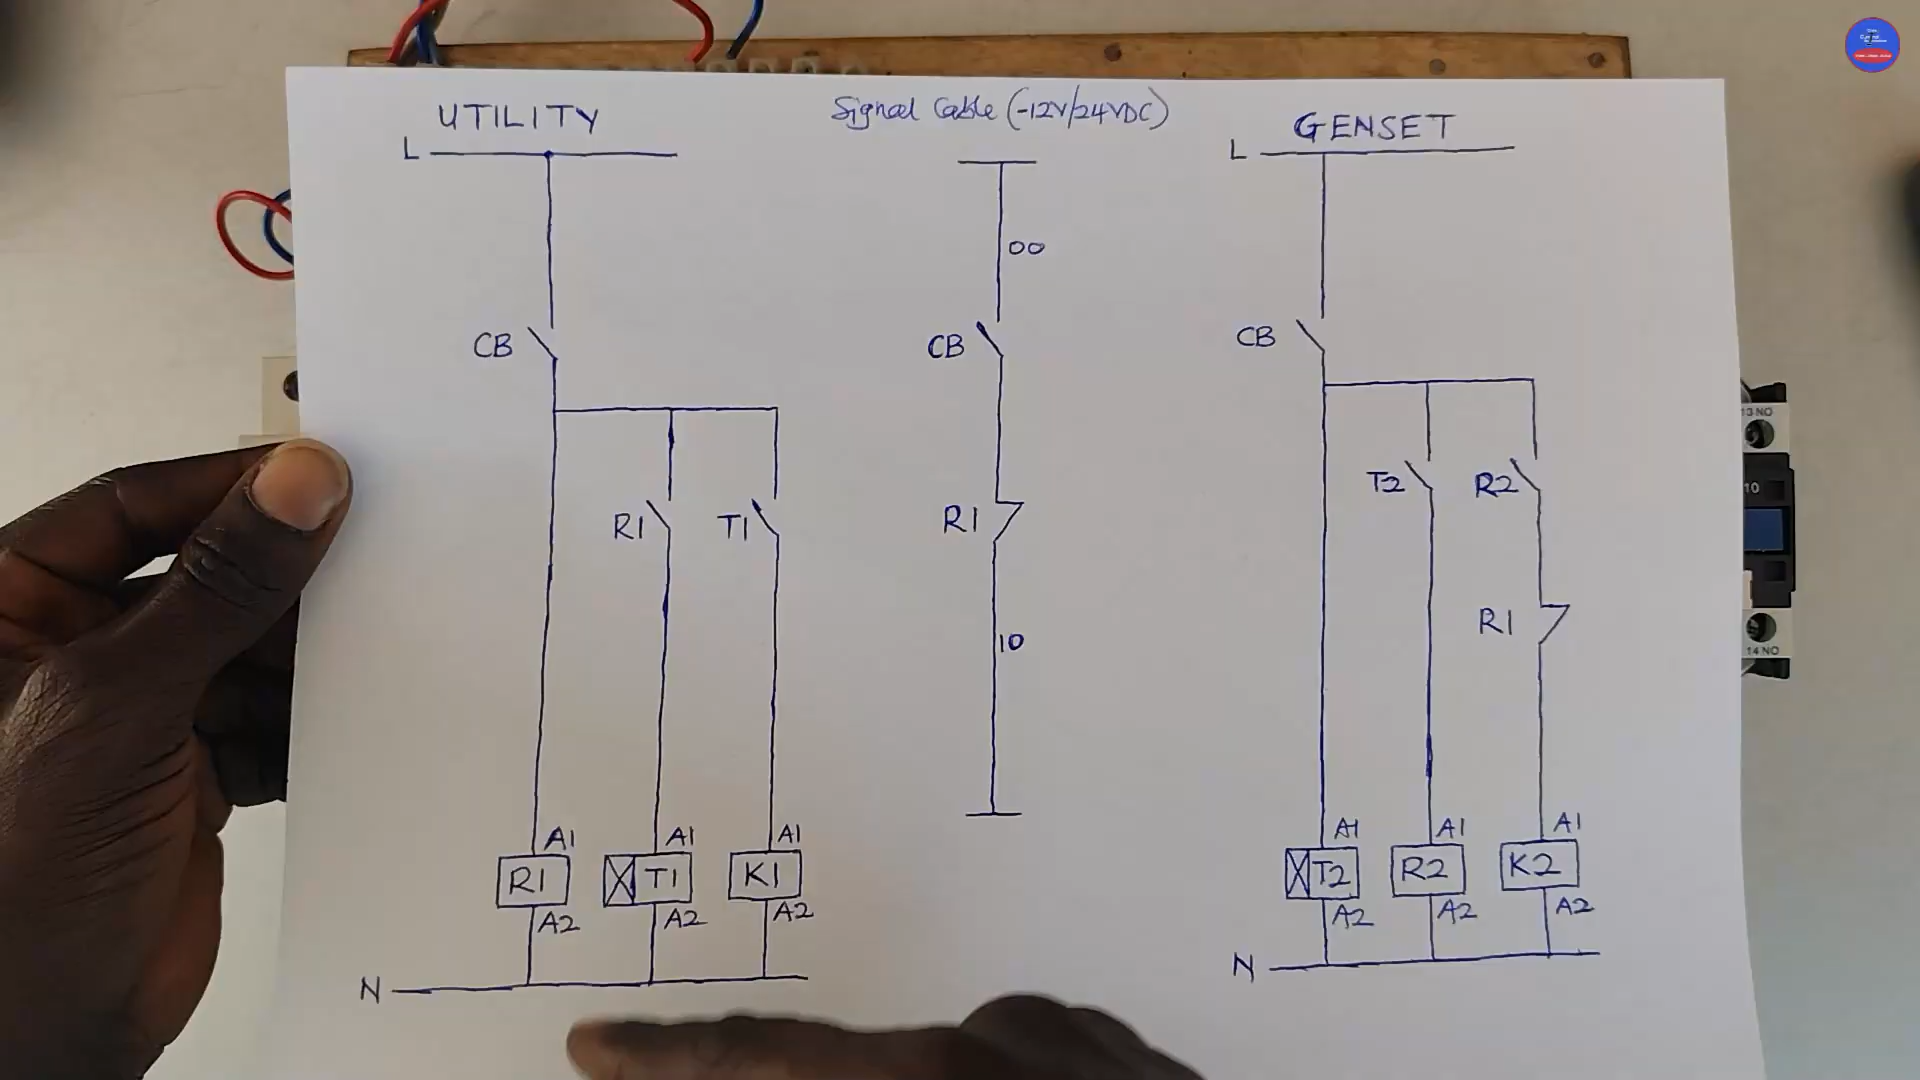 UTILITY
Signal Cable (-12V/24VDC)
GENSET
L
L
00
CB
CB
CB
R1
T1
R1
T2
R2
R1
10
A1
A1
A1
A1
A1
A1
R1
T1
K1
T2
R2
K2
A2
A2
A2
A2
A2
A2
N
N
13 NO
10
14 NO